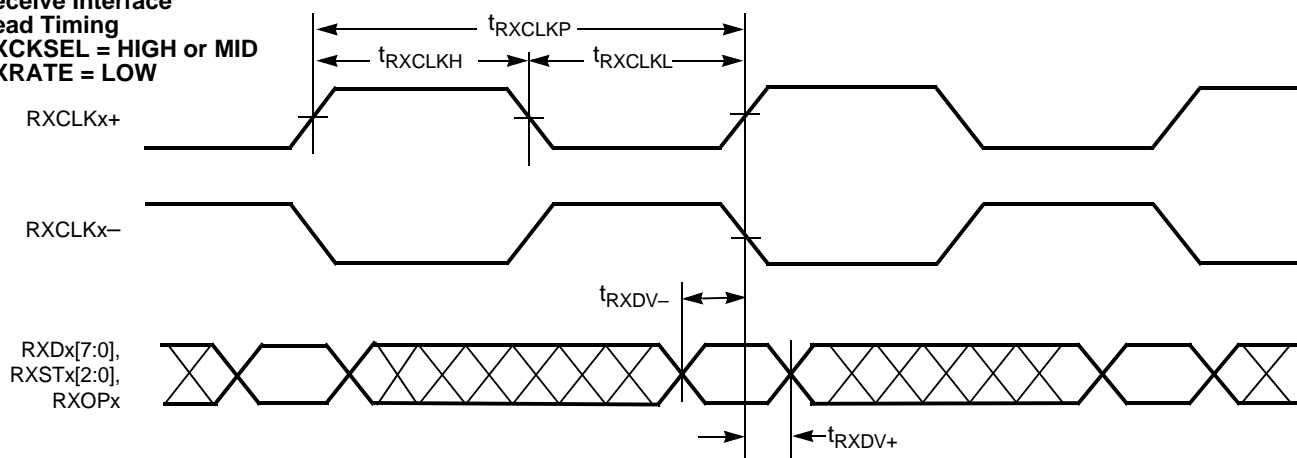 eceive Interface
ead Timing
XCKSEL = HIGH or MID
XRATE = LOW
tRXCLKP
tRXCLKH
tRXCLKL
RXCLKx+
RXCLKx–
tRXDV–
RXDx[7:0],
RXSTx[2:0],
RXOPx
tRXDV+